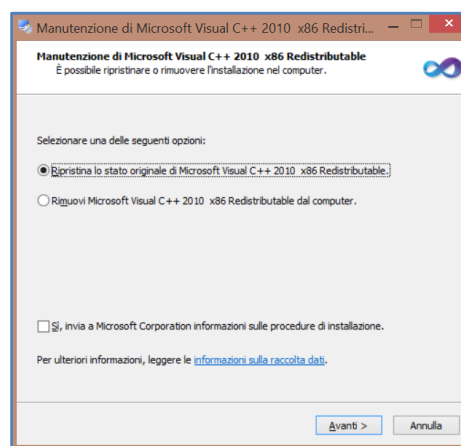 Manutenzione di Microsoft Visual C++ 2010 x86 Redistri...
Manutenzione di Microsoft Visual C++ 2010 x86 Redistributable
È possibile ripristinare o rimuovere l'installazione nel computer.
Selezionare una delle seguenti opzioni:
Ripristina lo stato originale di Microsoft Visual C++ 2010 x86 Redistributable.
Rimuovi Microsoft Visual C++ 2010 x86 Redistributable dal computer.
Sì, invia a Microsoft Corporation informazioni sulle procedure di installazione.
Per ulteriori informazioni, leggere le informazioni sulla raccolta dati.
Avanti > Annulla